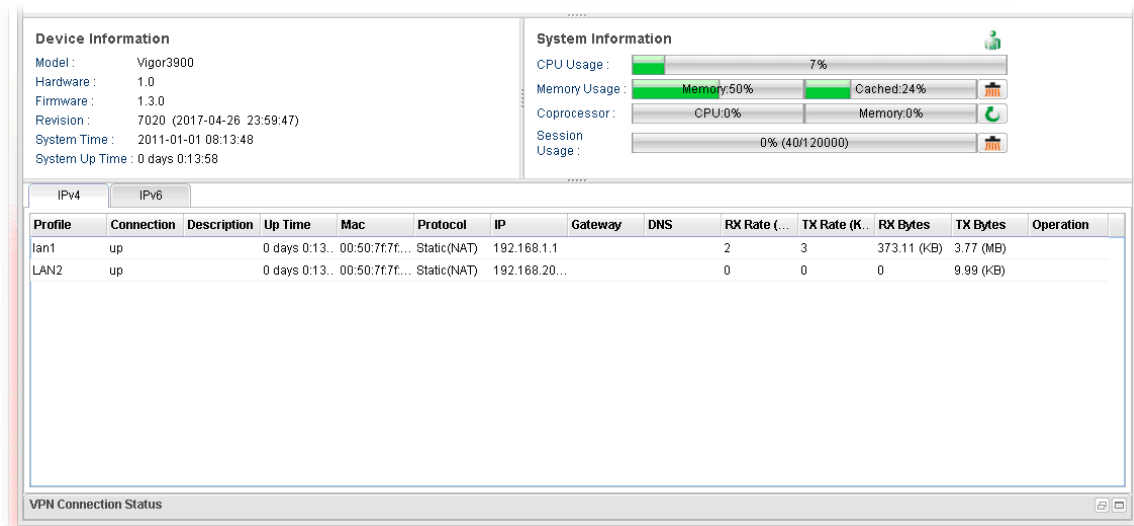 Device Information
Model : Vigor3900
Hardware : 1.0
Firmware : 1.3.0
Revision : 7020 (2017-04-26 23:59:47)
System Time : 2011-01-01 08:13:48
System Up Time : 0 days 0:13:58
System Information
CPU Usage : 7%
Memory Usage : Memory:50% Cached:24%
Coprocessor : CPU:0% Memory:0%
Session
Usage : 0% (40/120000)
IPv4 IPv6
Profile Connection Description Up Time Mac Protocol IP Gateway DNS RX Rate (... TX Rate (K.. RX Bytes TX Bytes Operation
lan1 up 0 days 0:13.. 00:50:7f:7f:... Static(NAT) 192.168.1.1 2 3 373.11 (KB) 3.77 (MB)
LAN2 up 0 days 0:13.. 00:50:7f:7f:... Static(NAT) 192.168.20... 0 0 0 9.99 (KB)
VPN Connection Status